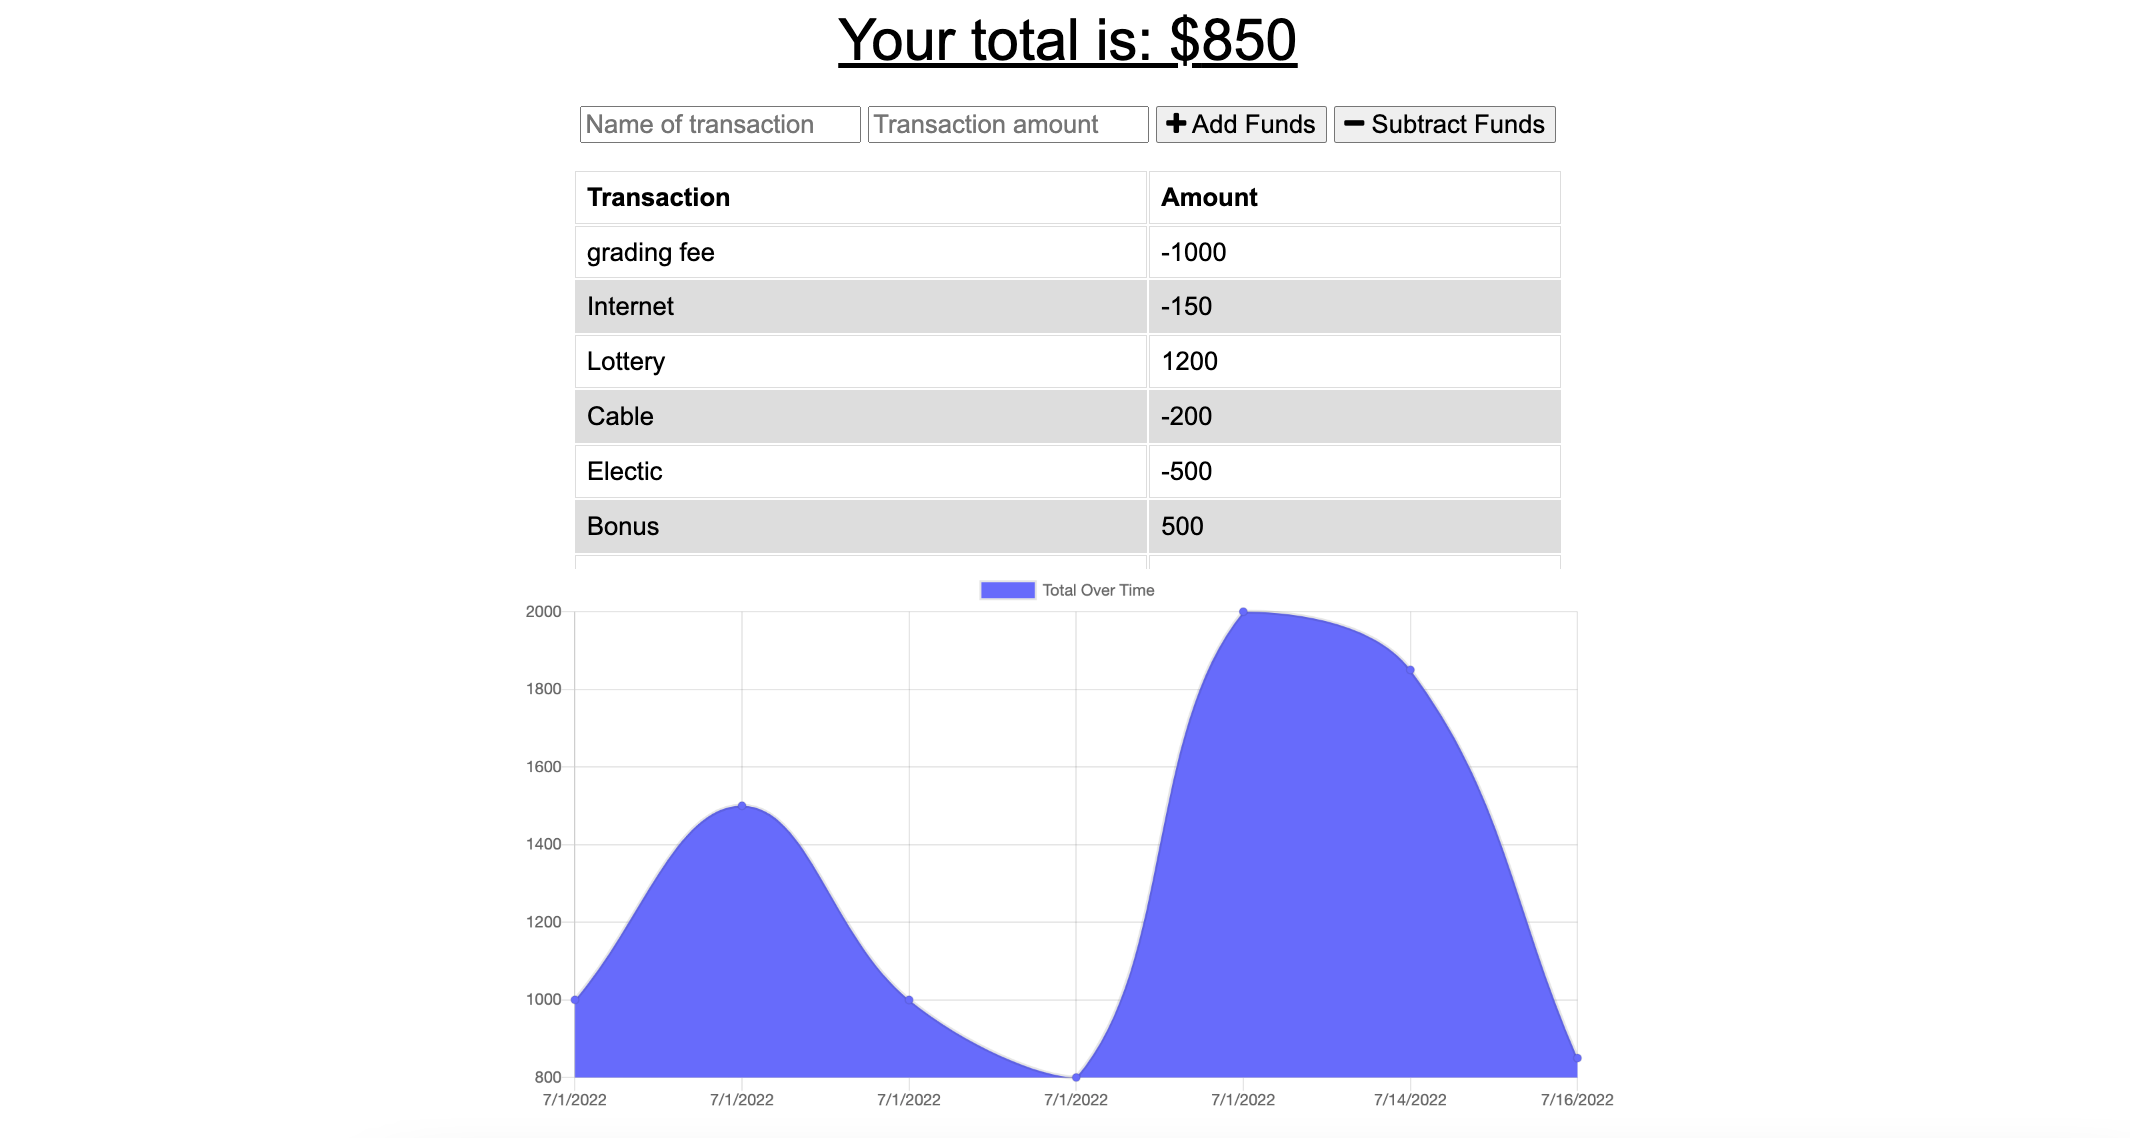 Your total is: $850
Name of transaction Transaction amount Add Funds Subtract Funds
Transaction Amount
grading fee -1000
Internet -150
Lottery 1200
Cable -200
Electic -500
Bonus 500
Total Over Time
2000
1800
1600
1400
1200
1000
800
7/1/2022 7/1/2022 7/1/2022 7/1/2022 7/1/2022 7/14/2022 7/16/2022